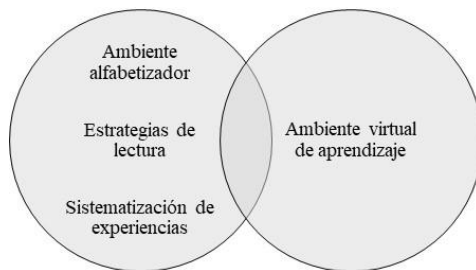 Ambiente
alfabetizador
Estrategias de
lectura
Sistematización de
experiencias
Ambiente virtual
de aprendizaje